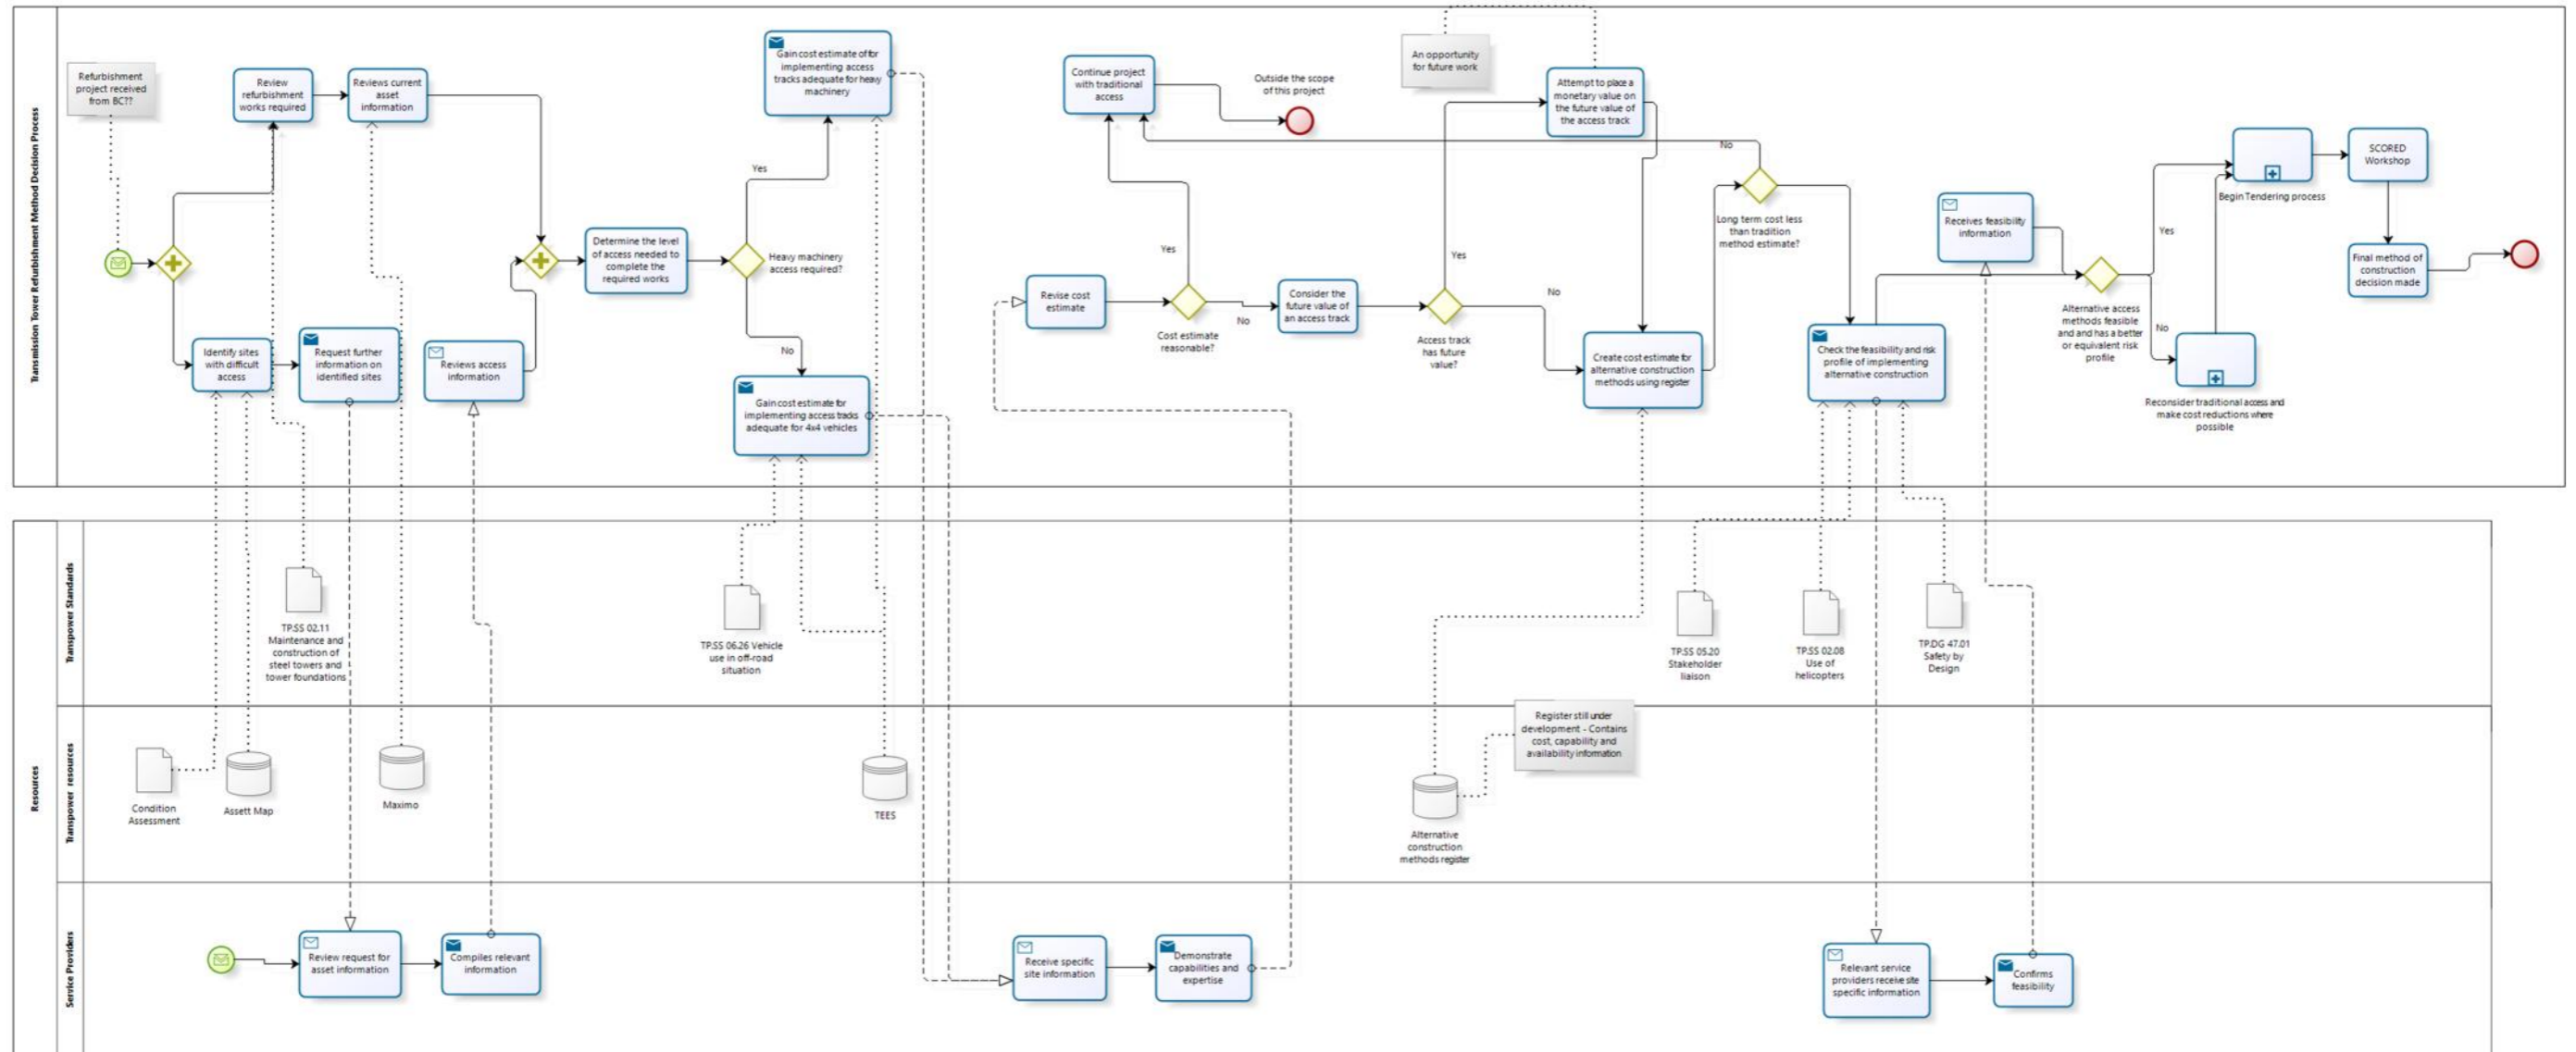 Transmission Tower Refurbishment Method Decision Process
Refurbishment
project received
from BC??
Review
refurbishment
works required
Reviews current
asset
information
Identify sites
with difficult
access
Request further
information on
identified sites
Reviews access
information
Determine the level
of access needed to
complete the
required works
Heavy machinery
access required?
Yes
No
Gain cost estimate of for
implementing access
tracks adequate for heavy
machinery
Gain cost estimate for
implementing access tracks
adequate for 4x4 vehicles
Continue project
with traditional
access
Outside the scope
of this project
Revise cost
estimate
Yes
Cost estimate
reasonable?
No
Consider the
future value of
an access track
An opportunity
for future work
Attempt to place a
monetary value on
the future value of
the access track
Yes
Access track
has future
value?
No
Create cost estimate for
alternative construction
methods using register
No
Long term cost less
than tradition
method estimate?
Check the feasibility and risk
profile of implementing
alternative construction
Receives feasibility
information
Alternative access
methods feasible
and and has a better
or equivalent risk
profile
Yes
No
Begin Tendering process
Reconsider traditional access and
make cost reductions where
possible
SCORED
Workshop
Final method of
construction
decision made
Resources
Transpower Standards
TP.SS 02.11
Maintenance and
construction of
steel towers and
tower foundations
TP.SS 06.26 Vehicle
use in off-road
situation
TP.SS 05.20
Stakeholder
liaison
TP.SS 02.08
Use of
helicopters
TP.DG 47.01
Safety by
Design
Transpower resources
Condition
Assessment
Assett Map
Maximo
TEES
Alternative
construction
methods register
Register still under
development - Contains
cost, capability and
availability information
Service Providers
Review request for
asset information
Compiles relevant
information
Receive specific
site information
Demonstrate
capabilities and
expertise
Relevant service
providers receive site
specific information
Confirms
feasibility